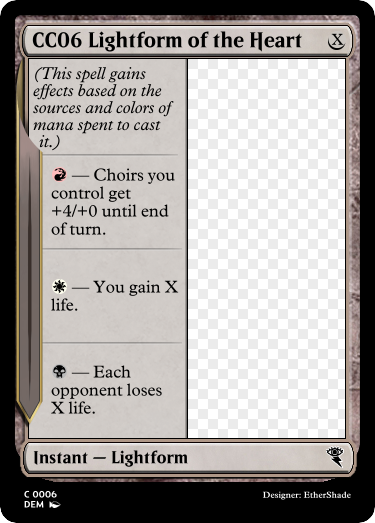 CC06 Lightform of the Heart X
(This spell gains
effects based on the
sources and colors of
mana spent to cast
it.)
— Choirs you
control get
+4/+0 until end
of turn.
— You gain X
life.
— Each
opponent loses
X life.
Instant — Lightform
C 0006
DEM
Designer: EtherShade